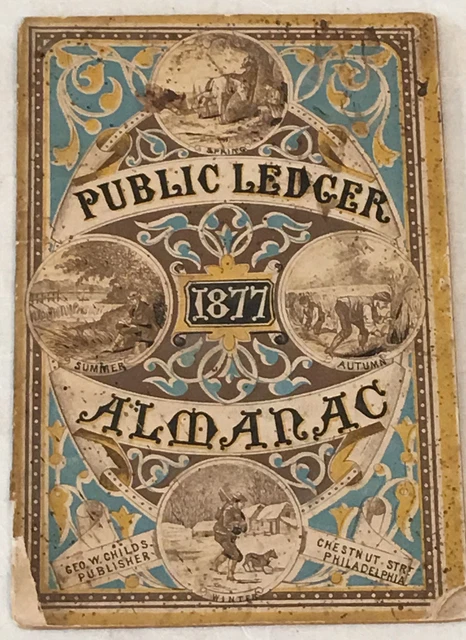 SPRING
PUBLIC LEDGER
1877
SUMMER
AUTUMN
ALMANAC
GEO. W. CHILDS.
PUBLISHER
CHESTNUT STR.
PHILADELPHIA
WINTER